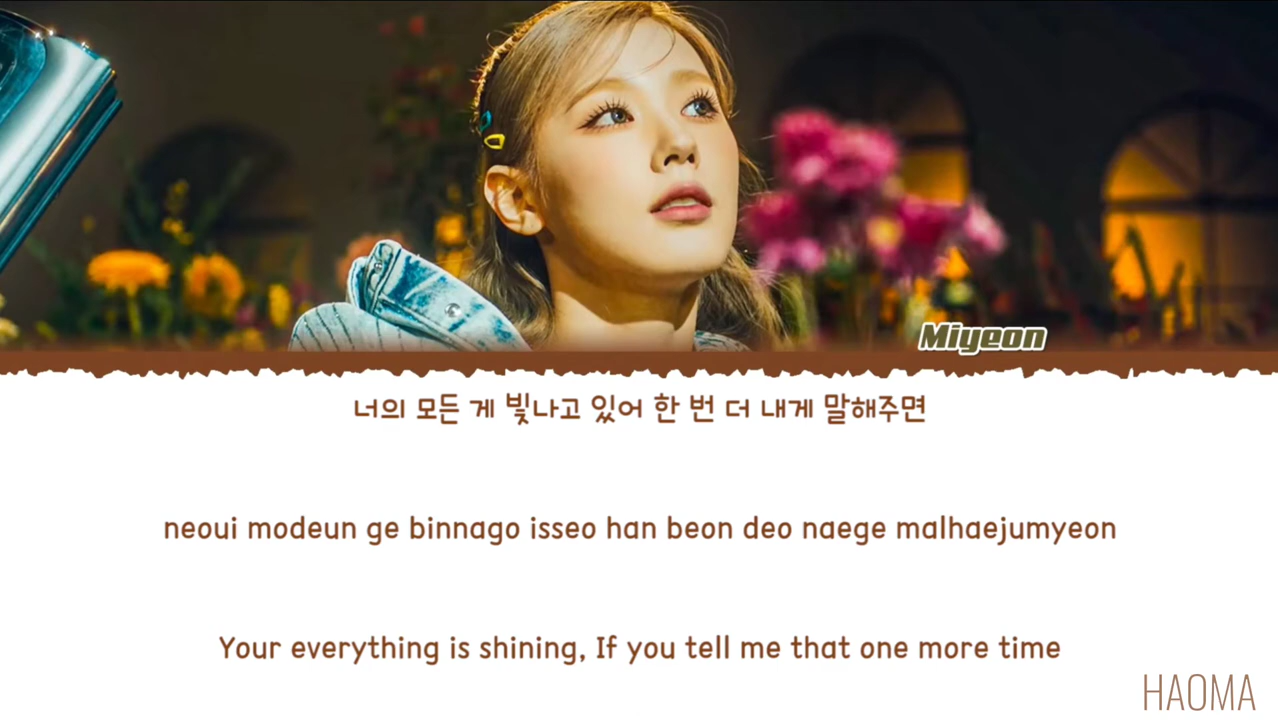 Miyeon
너의 모든 게 빛나고 있어 한 번 더 내게 말해주면
neoui modeun ge binnago isseo han beon deo naege malhaejumyeon
Your everything is shining, If you tell me that one more time
HAOMA